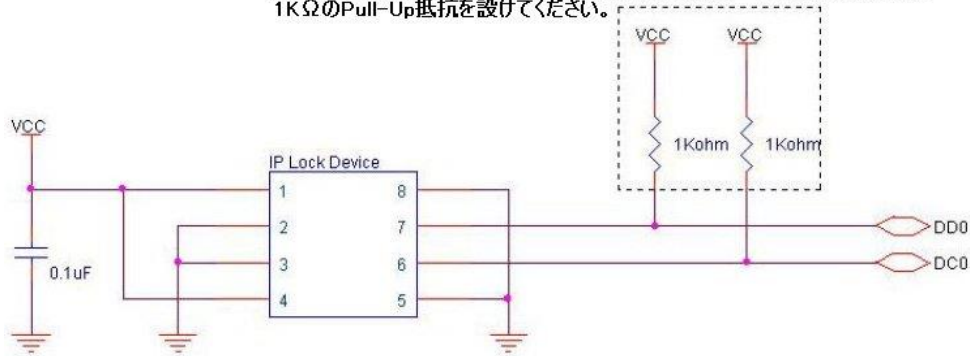 1KΩのPull-Up抵抗を設けてください。
VCC
VCC
VCC
1Kohm
1Kohm
IP Lock Device
1
8
2
7
DD0
3
6
DC0
0.1uF
4
5